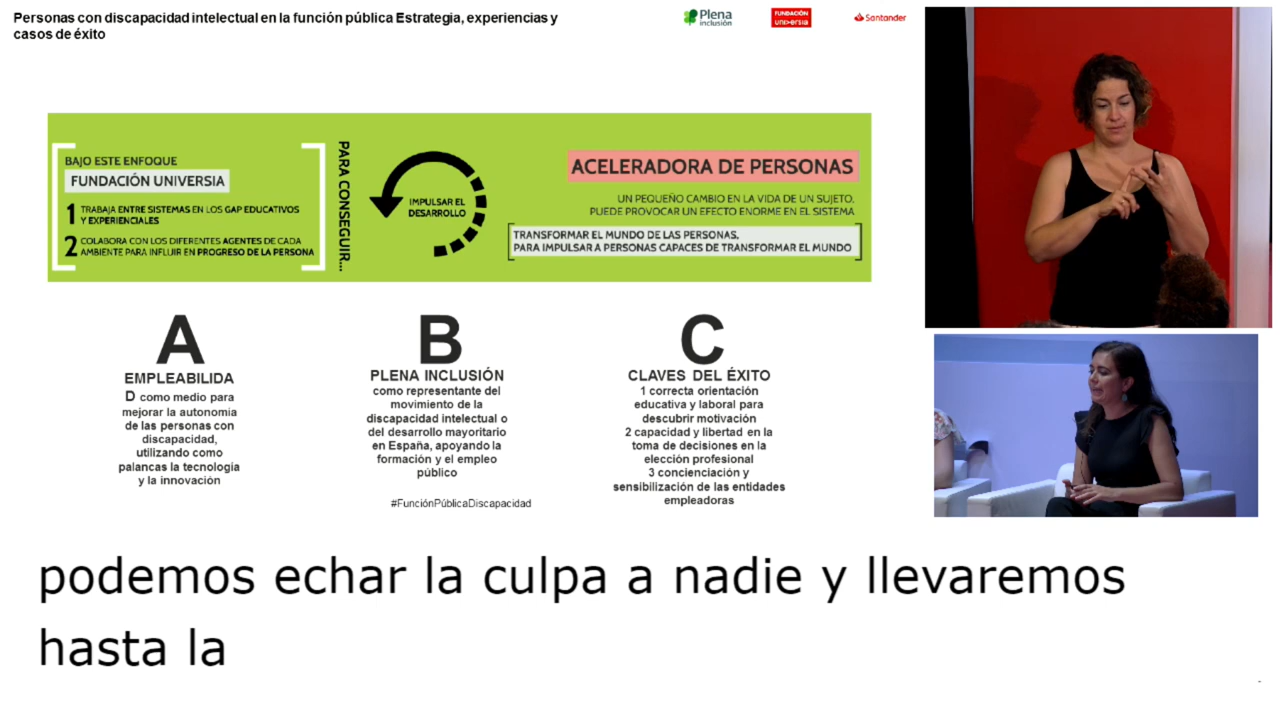 Personas con discapacidad intelectual en la función pública Estrategia, experiencias y
casos de éxito
Plena
inclusión
FUNDACIÓN
UNIVERSIA
Santander
BAJO ESTE ENFOQUE
FUNDACIÓN UNIVERSIA
1 TRABAJA ENTRE SISTEMAS EN LOS GAP EDUCATIVOS
Y EXPERIENCIALES
2 COLABORA CON LOS DIFERENTES AGENTES DE CADA
AMBIENTE PARA INFLUIR EN PROGRESO DE LA PERSONA
PARA CONSEGUIR...
IMPULSAR EL
DESARROLLO
ACELERADORA DE PERSONAS
UN PEQUEÑO CAMBIO EN LA VIDA DE UN SUJETO,
PUEDE PROVOCAR UN EFECTO ENORME EN EL SISTEMA
TRANSFORMAR EL MUNDO DE LAS PERSONAS,
PARA IMPULSAR A PERSONAS CAPACES DE TRANSFORMAR EL MUNDO
A
EMPLEABILIDA
D como medio para
mejorar la autonomia
de las personas con
discapacidad,
utilizando como
palancas la tecnología
y la innovación
B
PLENA INCLUSIÓN
como representante del
movimiento de la
discapacidad intelectual o
del desarrollo mayoritario
en España, apoyando la
formación y el empleo
público
C
CLAVES DEL ÉXITO
1 correcta orientación
educativa y laboral para
descubrir motivación
2 capacidad y libertad en la
toma de decisiones en la
elección profesional
3 concienciación y
sensibilización de las entidades
empleadoras
#FunciónPúblicaDiscapacidad
podemos echar la culpa a nadie y llevaremos
hasta la